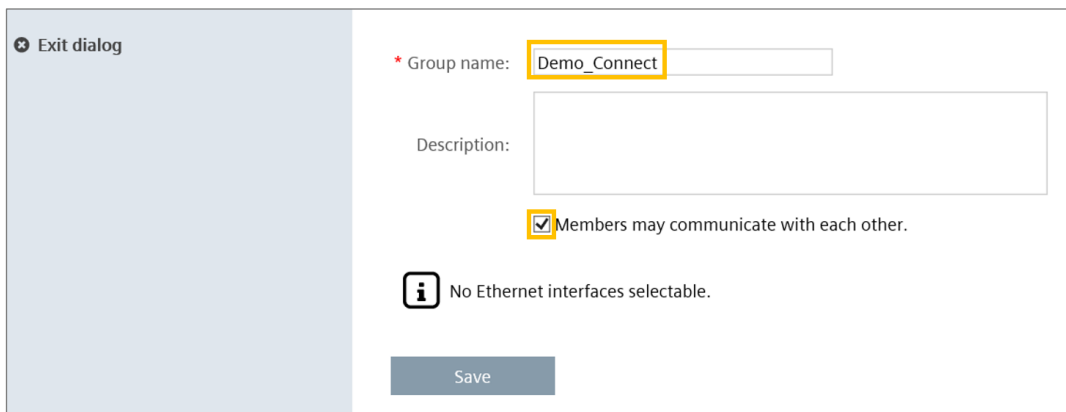 Exit dialog
* Group name: Demo_Connect
Description:
Members may communicate with each other.
No Ethernet interfaces selectable.
Save